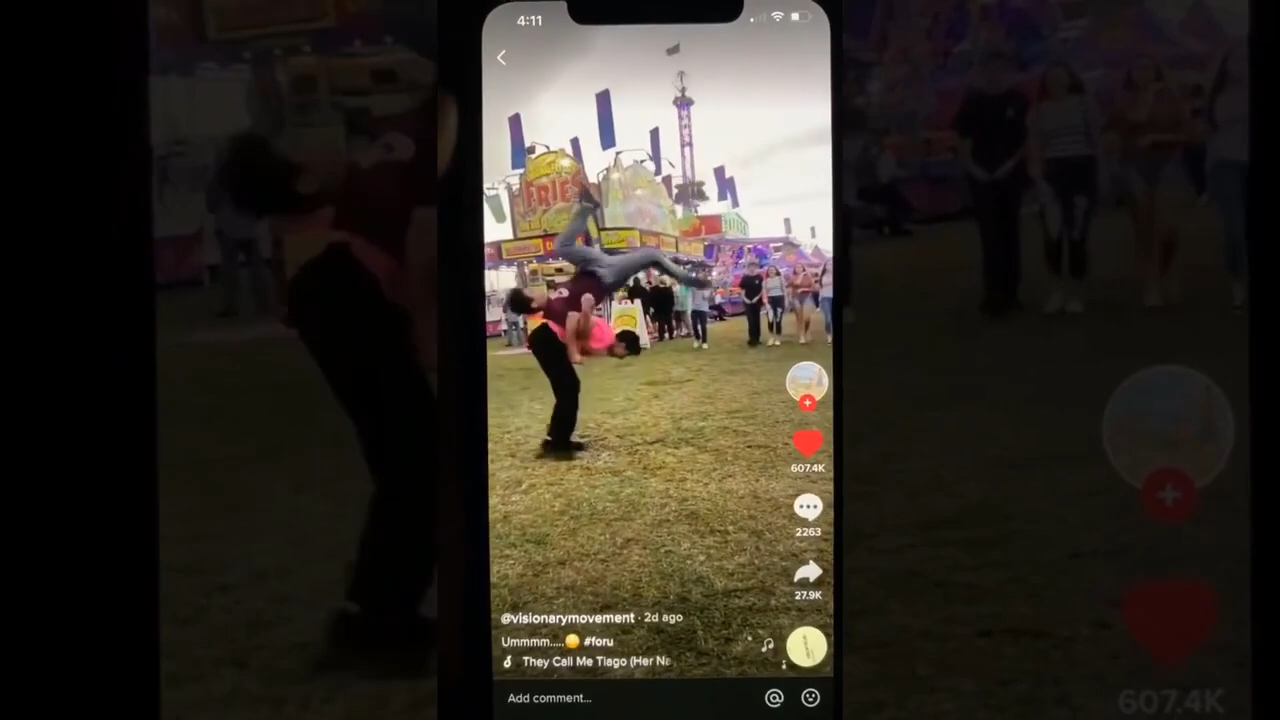 4:11
FRIES
607.4K
2263
27.9K
@visionarymovement · 2d ago
Ummmm.....😳 #foru
They Call Me Tiago (Her Na
Add comment...
607.4K